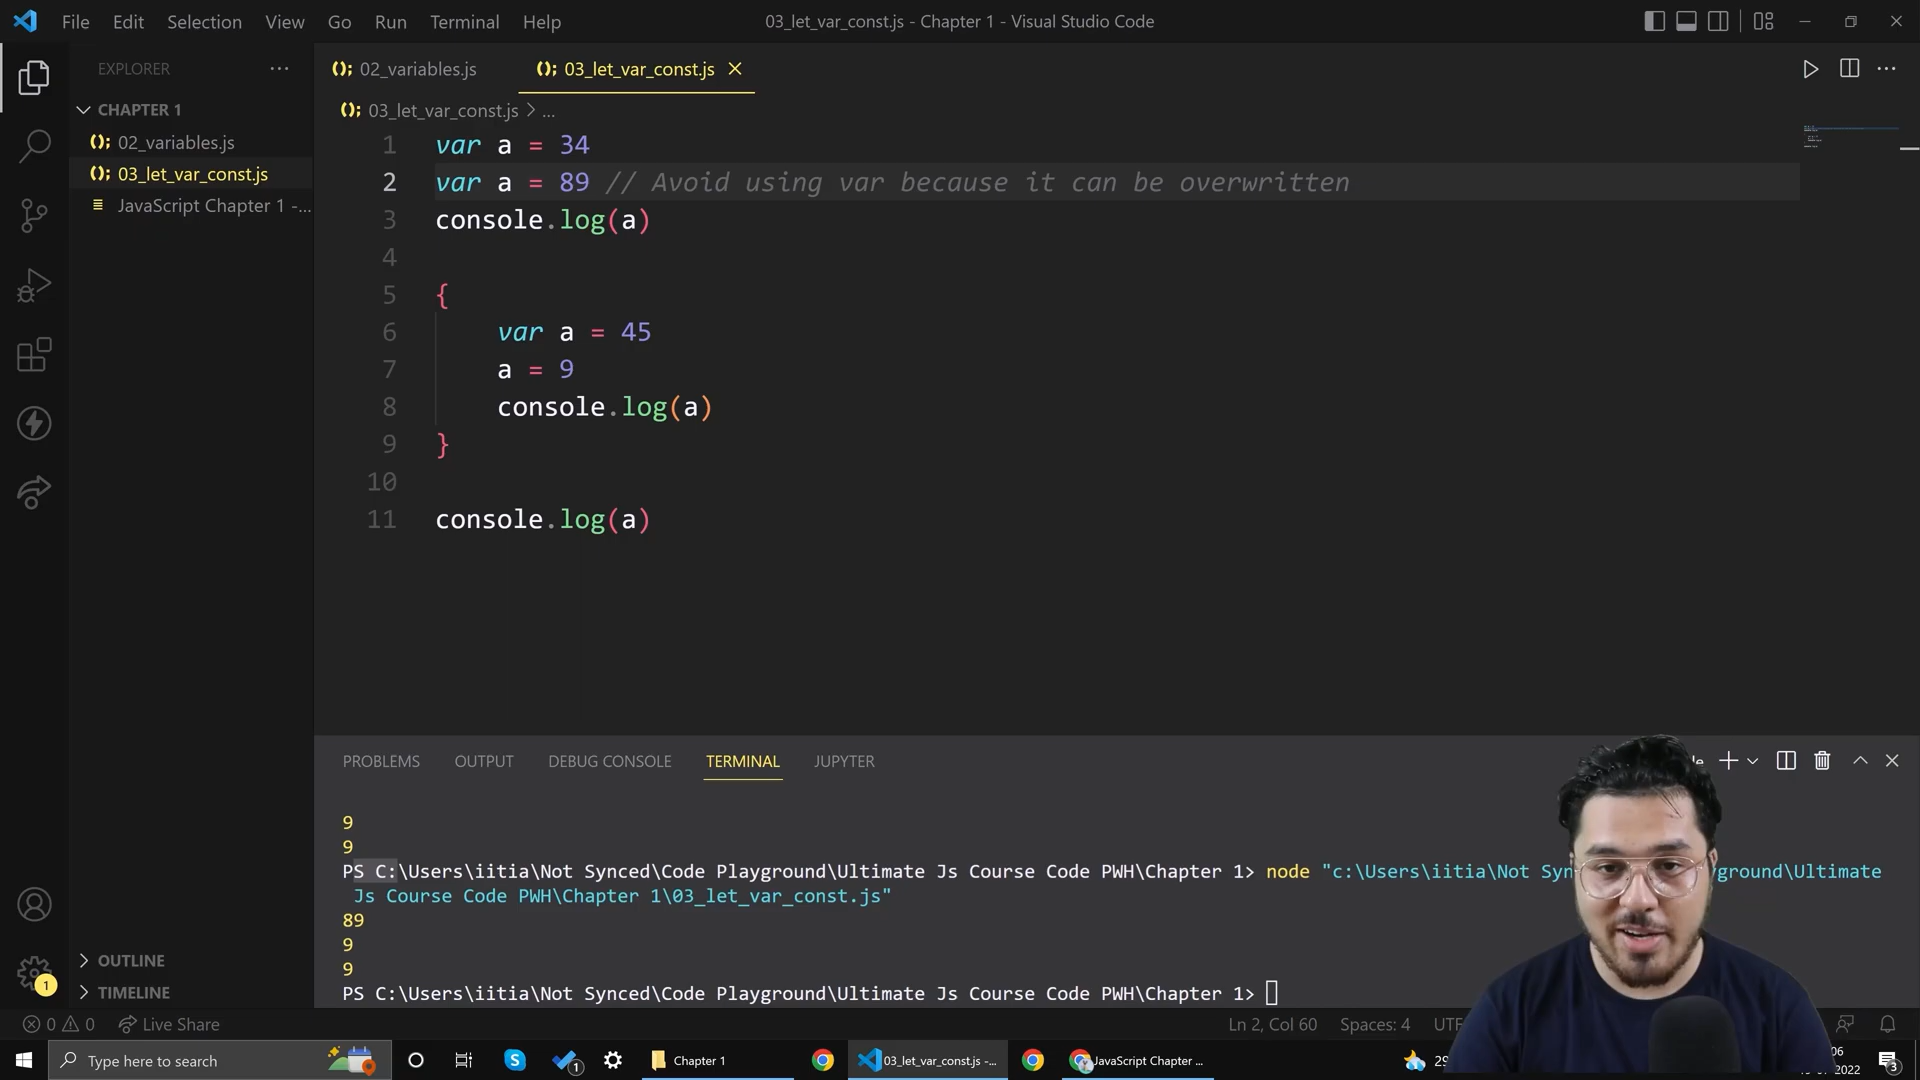 File Edit Selection View Go Run Terminal Help
03_let_var_const.js - Chapter 1 - Visual Studio Code
EXPLORER
CHAPTER 1
02_variables.js
03_let_var_const.js
JavaScript Chapter 1 -...
02_variables.js
03_let_var_const.js
03_let_var_const.js > ...
1 var a = 34
2 var a = 89 // Avoid using var because it can be overwritten
3 console.log(a)
4
5 {
6 var a = 45
7 a = 9
8 console.log(a)
9 }
10
11 console.log(a)
PROBLEMS OUTPUT DEBUG CONSOLE TERMINAL JUPYTER
9
9
PS C:\Users\iitia\Not Synced\Code Playground\Ultimate Js Course Code PWH\Chapter 1> node "c:\Users\iitia\Not Syn ground\Ultimate
Js Course Code PWH\Chapter 1\03_let_var_const.js"
89
9
9
PS C:\Users\iitia\Not Synced\Code Playground\Ultimate Js Course Code PWH\Chapter 1>
OUTLINE
1
TIMELINE
0 0 Live Share
Ln 2, Col 60 Spaces: 4 UTF
Type here to search
1
Chapter 1
03_let_var_const.js -...
JavaScript Chapter ...
29
06
2022
3